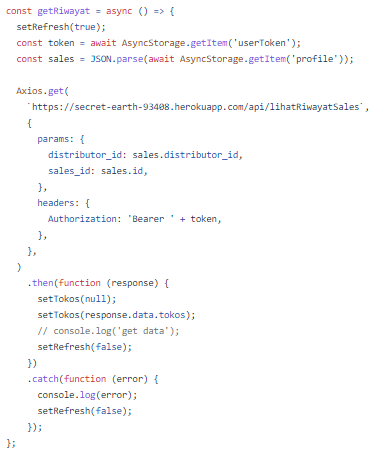 const getRiwayat = async () => {
  setRefresh(true);
  const token = await AsyncStorage.getItem('userToken');
  const sales = JSON.parse(await AsyncStorage.getItem('profile'));

  Axios.get(
    `https://secret-earth-93408.herokuapp.com/api/lihatRiwayatSales`,
    {
      params: {
        distributor_id: sales.distributor_id,
        sales_id: sales.id,
      },
      headers: {
        Authorization: 'Bearer ' + token,
      },
    },
  )
    .then(function (response) {
      setTokos(null);
      setTokos(response.data.tokos);
      // console.log('get data');
      setRefresh(false);
    })
    .catch(function (error) {
      console.log(error);
      setRefresh(false);
    });
};